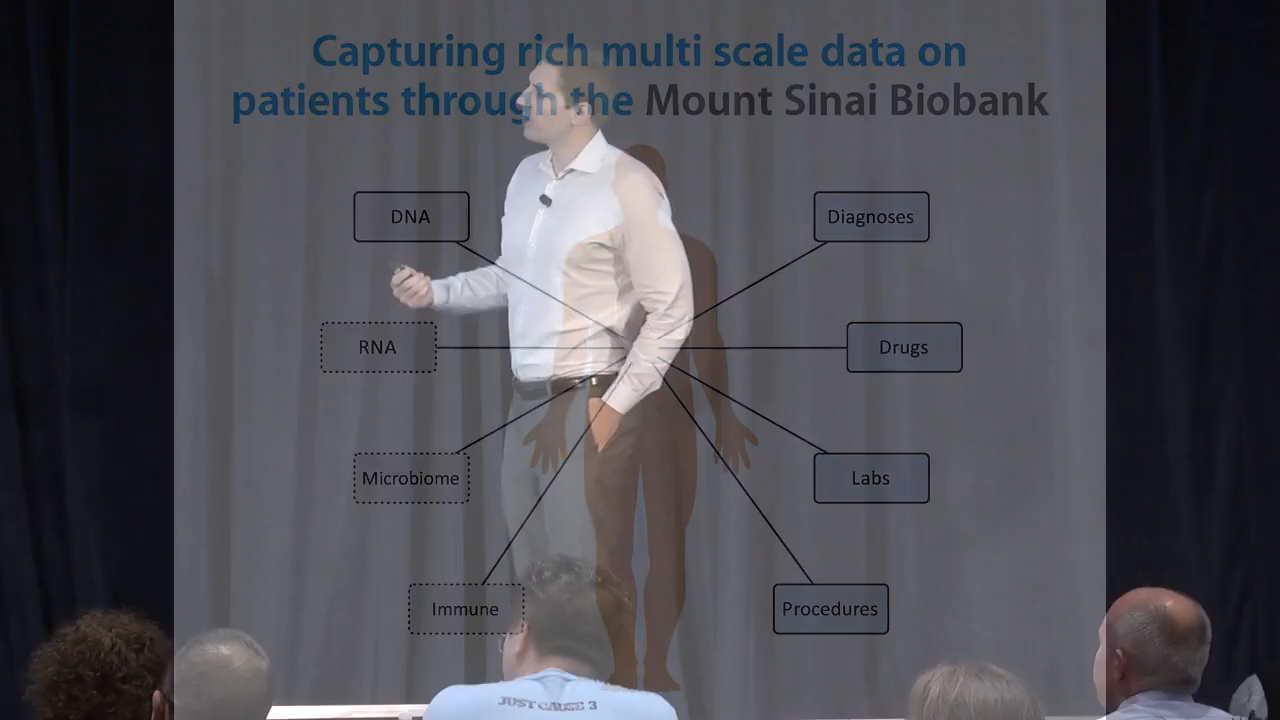 Capturing rich multi scale data on
patients through the Mount Sinai Biobank
DNA
Diagnoses
RNA
Drugs
Microbiome
Labs
Immune
Procedures
JUST CAUSE 3